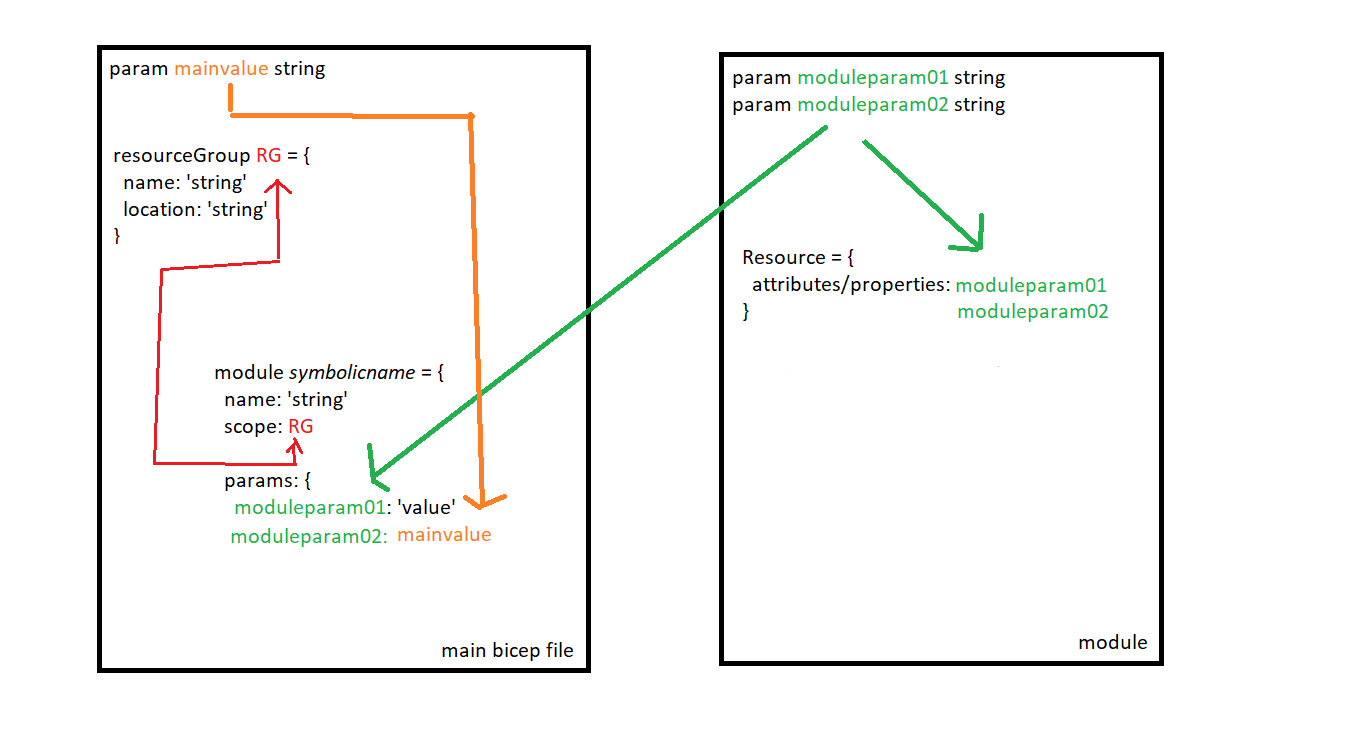 param mainvalue string
resourceGroup RG = {
name: 'string'
location: 'string'
}
module symbolicname = {
name: 'string'
scope: RG
params: {
moduleparam01: 'value'
moduleparam02: mainvalue
main bicep file
param moduleparam01 string
param moduleparam02 string
Resource = {
attributes/properties: moduleparam01
} moduleparam02
module